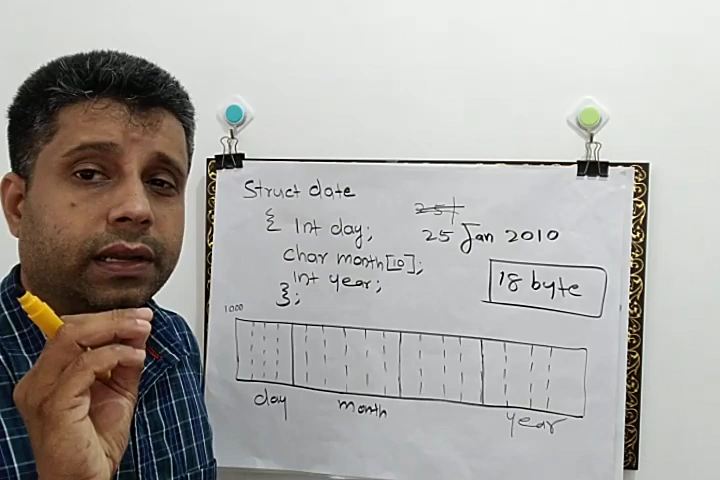 Struct date
{ Int day;
char month[10];
int year;
};
25 Jan 2010
18 byte
1000
day month year